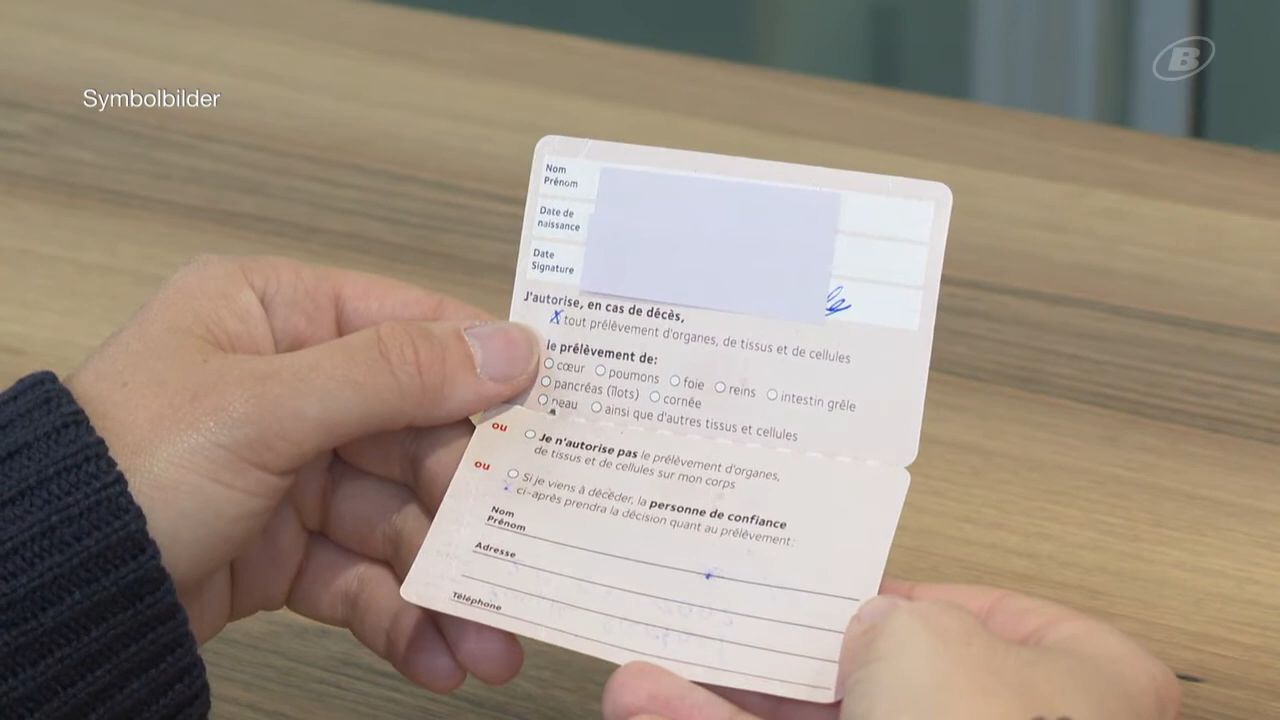 B
Symbolbilder
Nom
Prénom
Date de
naissance
Date
Signature
J'autorise, en cas de décès,
X tout prélèvement d'organes, de tissus et de cellules
le prélèvement de:
cœur poumons foie reins intestin grêle
pancréas (îlots) cornée
peau ainsi que d'autres tissus et cellules
ou Je n'autorise pas le prélèvement d'organes,
de tissus et de cellules sur mon corps
ou Si je viens à décéder, la personne de confiance
ci-après prendra la décision quant au prélèvement:
Nom
Prénom
Adresse
Téléphone